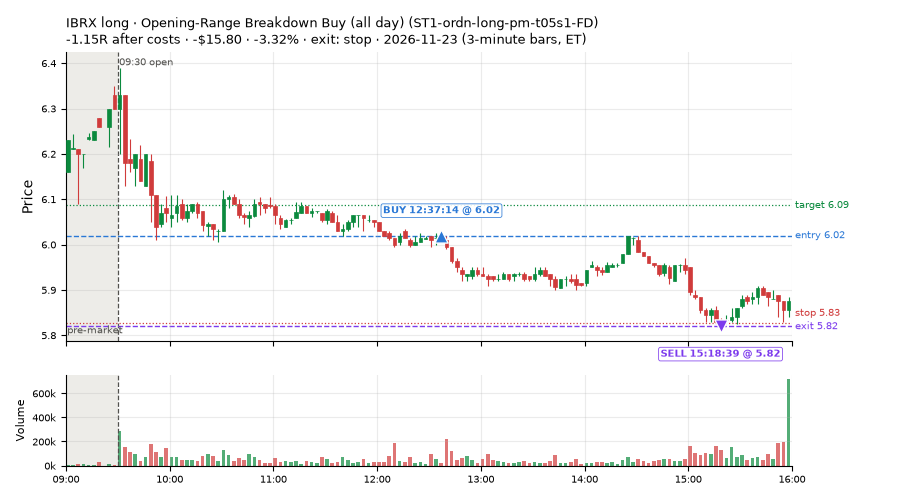 IBRX long · Opening-Range Breakdown Buy (all day) (ST1-ordn-long-pm-t05s1-FD)
-1.15R after costs · -$15.80 · -3.32% · exit: stop · 2026-11-23 (3-minute bars, ET)
09:30 open
6.4
6.3
6.2
6.1
6.0
5.9
5.8
Price
BUY 12:37:14 @ 6.02
target 6.09
entry 6.02
stop 5.83
exit 5.82
pre-market
SELL 15:18:39 @ 5.82
600k
400k
200k
0k
Volume
09:00
10:00
11:00
12:00
13:00
14:00
15:00
16:00